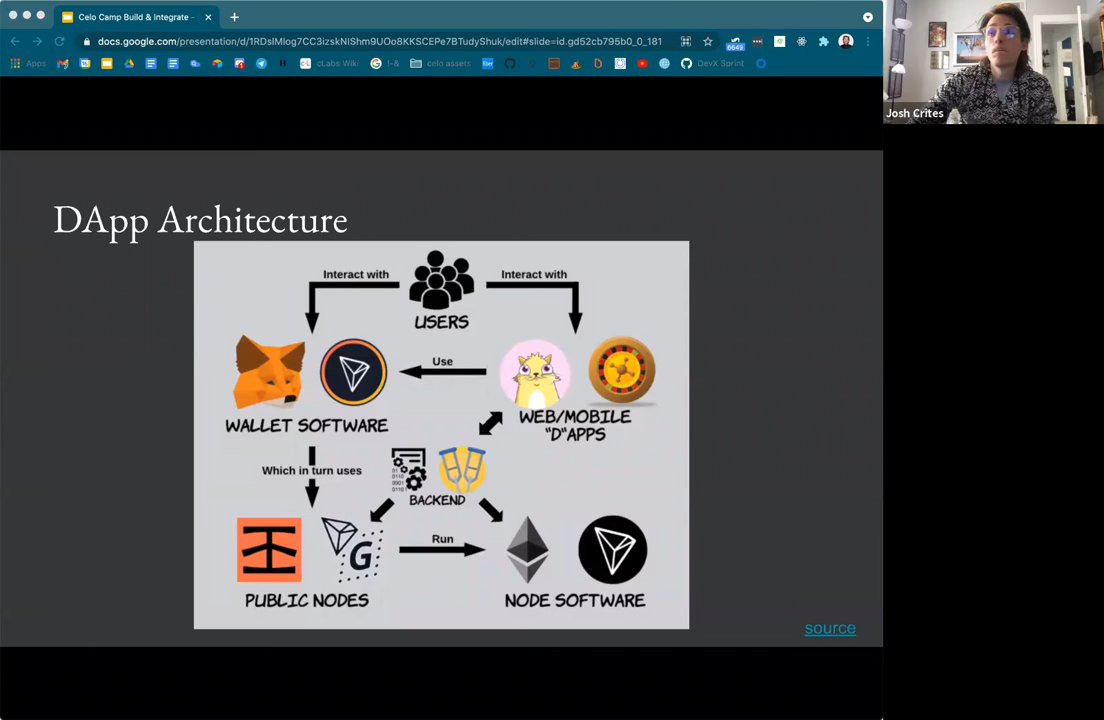 Celo Camp Build & Integrate -
docs.google.com/presentation/d/1RDslMlog7CC3izskNIShm9UOo8KKSCEPe7BTudyShuk/edit#slide=id.gd52cb795b0_0_181
6649
Apps
cLabs Wiki
celo assets
DevX Sprint
Josh Crites
DApp Architecture
Interact with
Interact with
USERS
Use
WALLET SOFTWARE
WEB/MOBILE
"D"APPS
Which in turn uses
BACKEND
Run
G
PUBLIC NODES
NODE SOFTWARE
source